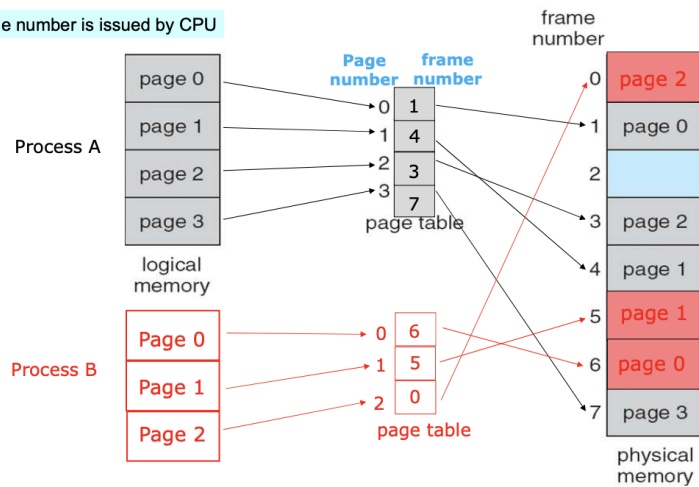 e number is issued by CPU
Process A
page 0
page 1
page 2
page 3
logical
memory
Page
number
frame
number
0
1
2
3
1
4
3
7
page table
Process B
Page 0
Page 1
Page 2
0
1
2
6
5
0
page table
frame
number
0
1
2
3
4
5
6
7
page 2
page 0
page 2
page 1
page 1
page 0
page 3
physical
memory